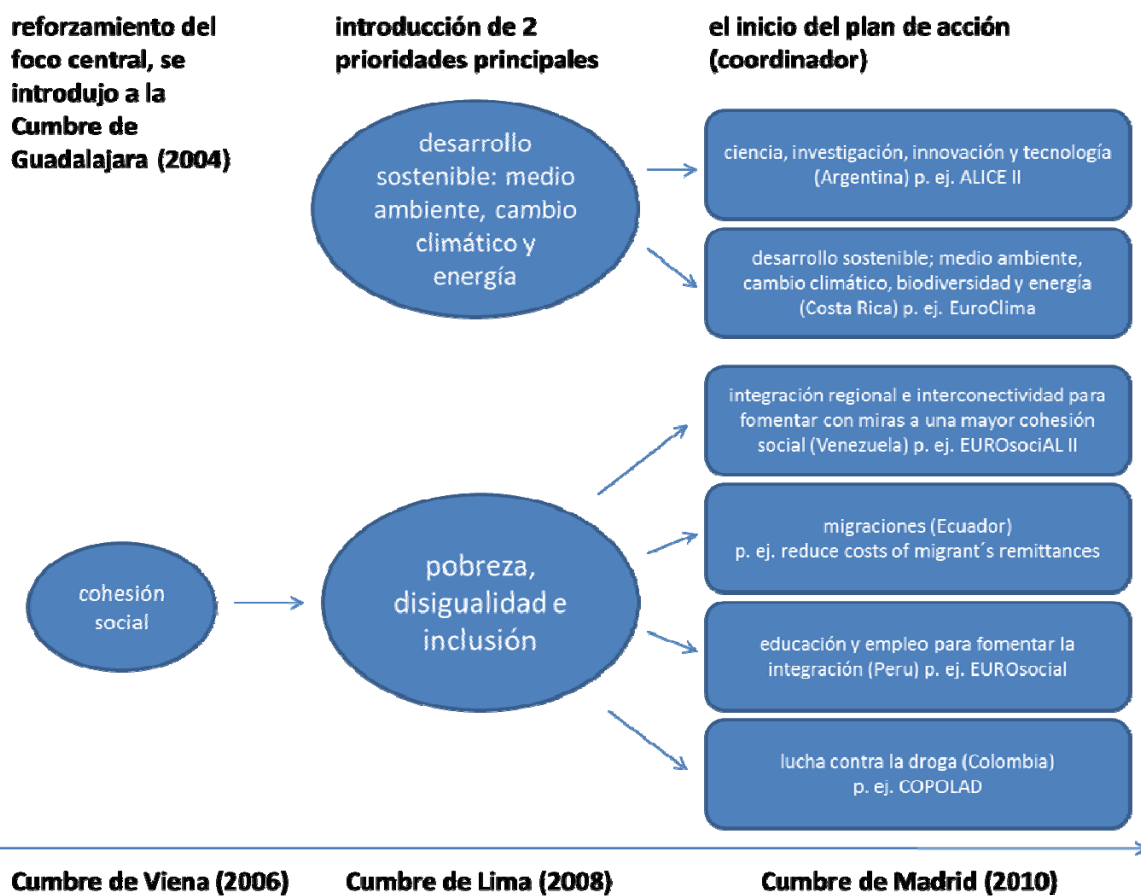 reforzamiento del
foco central, se
introdujo a la
Cumbre de
Guadalajara (2004)
introducción de 2
prioridades principales
el inicio del plan de acción
(coordinador)
desarrollo
sostenible: medio
ambiente, cambio
climático y
energía
ciencia, investigación, innovación y tecnología
(Argentina) p. ej. ALICE II
desarrollo sostenible; medio ambiente,
cambio climático, biodiversidad y energía
(Costa Rica) p. ej. EuroClima
integración regional e interconectividad para
fomentar con miras a una mayor cohesión
social (Venezuela) p. ej. EUROsociAL II
migraciones (Ecuador)
p. ej. reduce costs of migrant´s remittances
cohesión
social
pobreza,
disigualidad e
inclusión
educación y empleo para fomentar la
integración (Peru) p. ej. EUROsocial
lucha contra la droga (Colombia)
p. ej. COPOLAD
Cumbre de Viena (2006)
Cumbre de Lima (2008)
Cumbre de Madrid (2010)